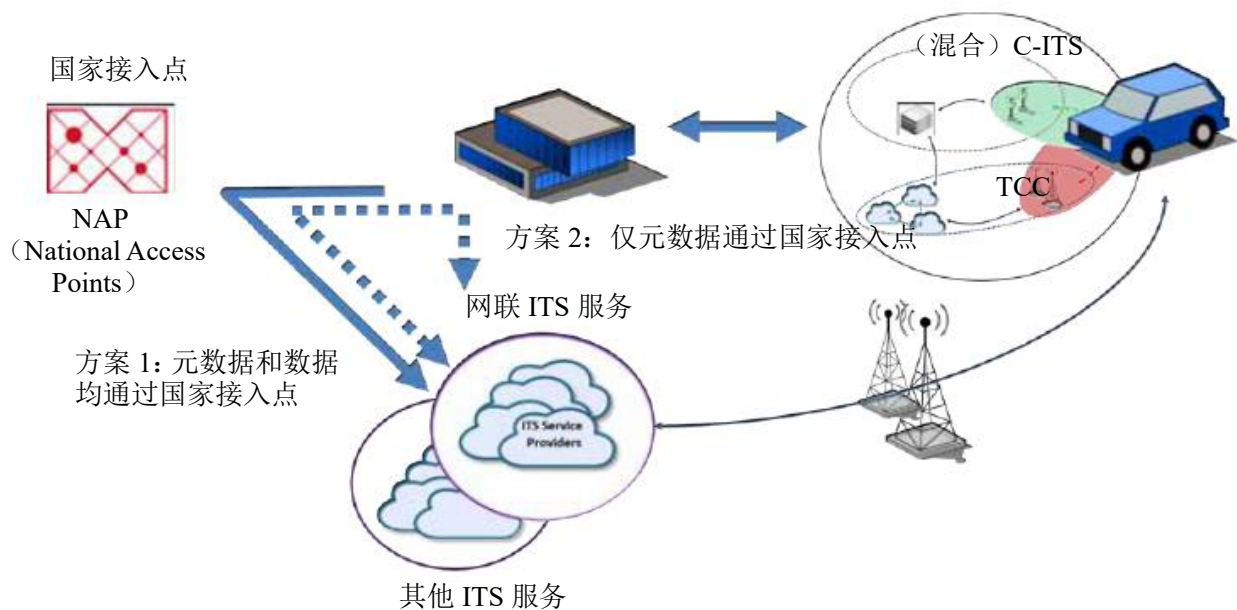 国家接入点
NAP
（National Access
Points）
（混合）C-ITS
TCC
方案 2：仅元数据通过国家接入点
网联 ITS 服务
方案 1：元数据和数据
均通过国家接入点
ITS Service
Providers
其他 ITS 服务